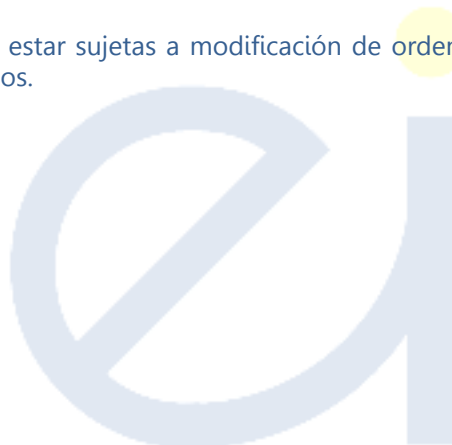 estar sujetas a modificación de orden
os.